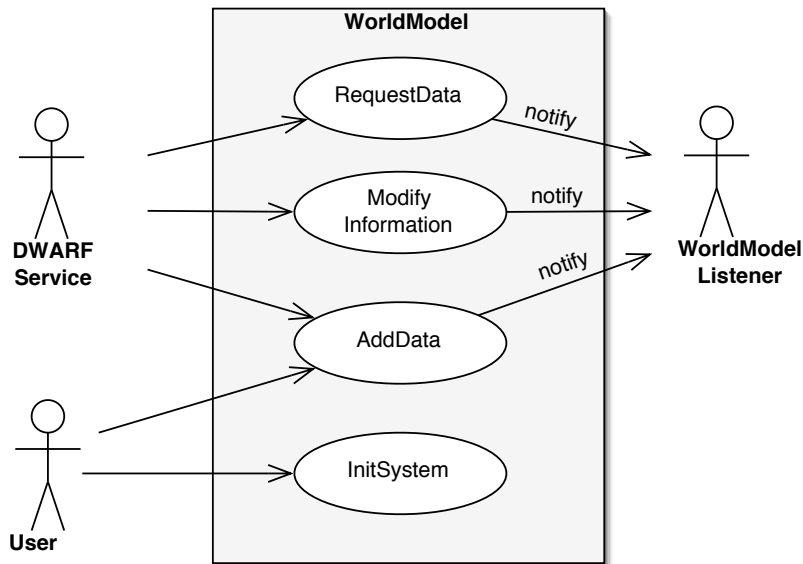 WorldModel
RequestData
notify
Modify
Information
notify
DWARF
Service
WorldModel
Listener
notify
AddData
InitSystem
User